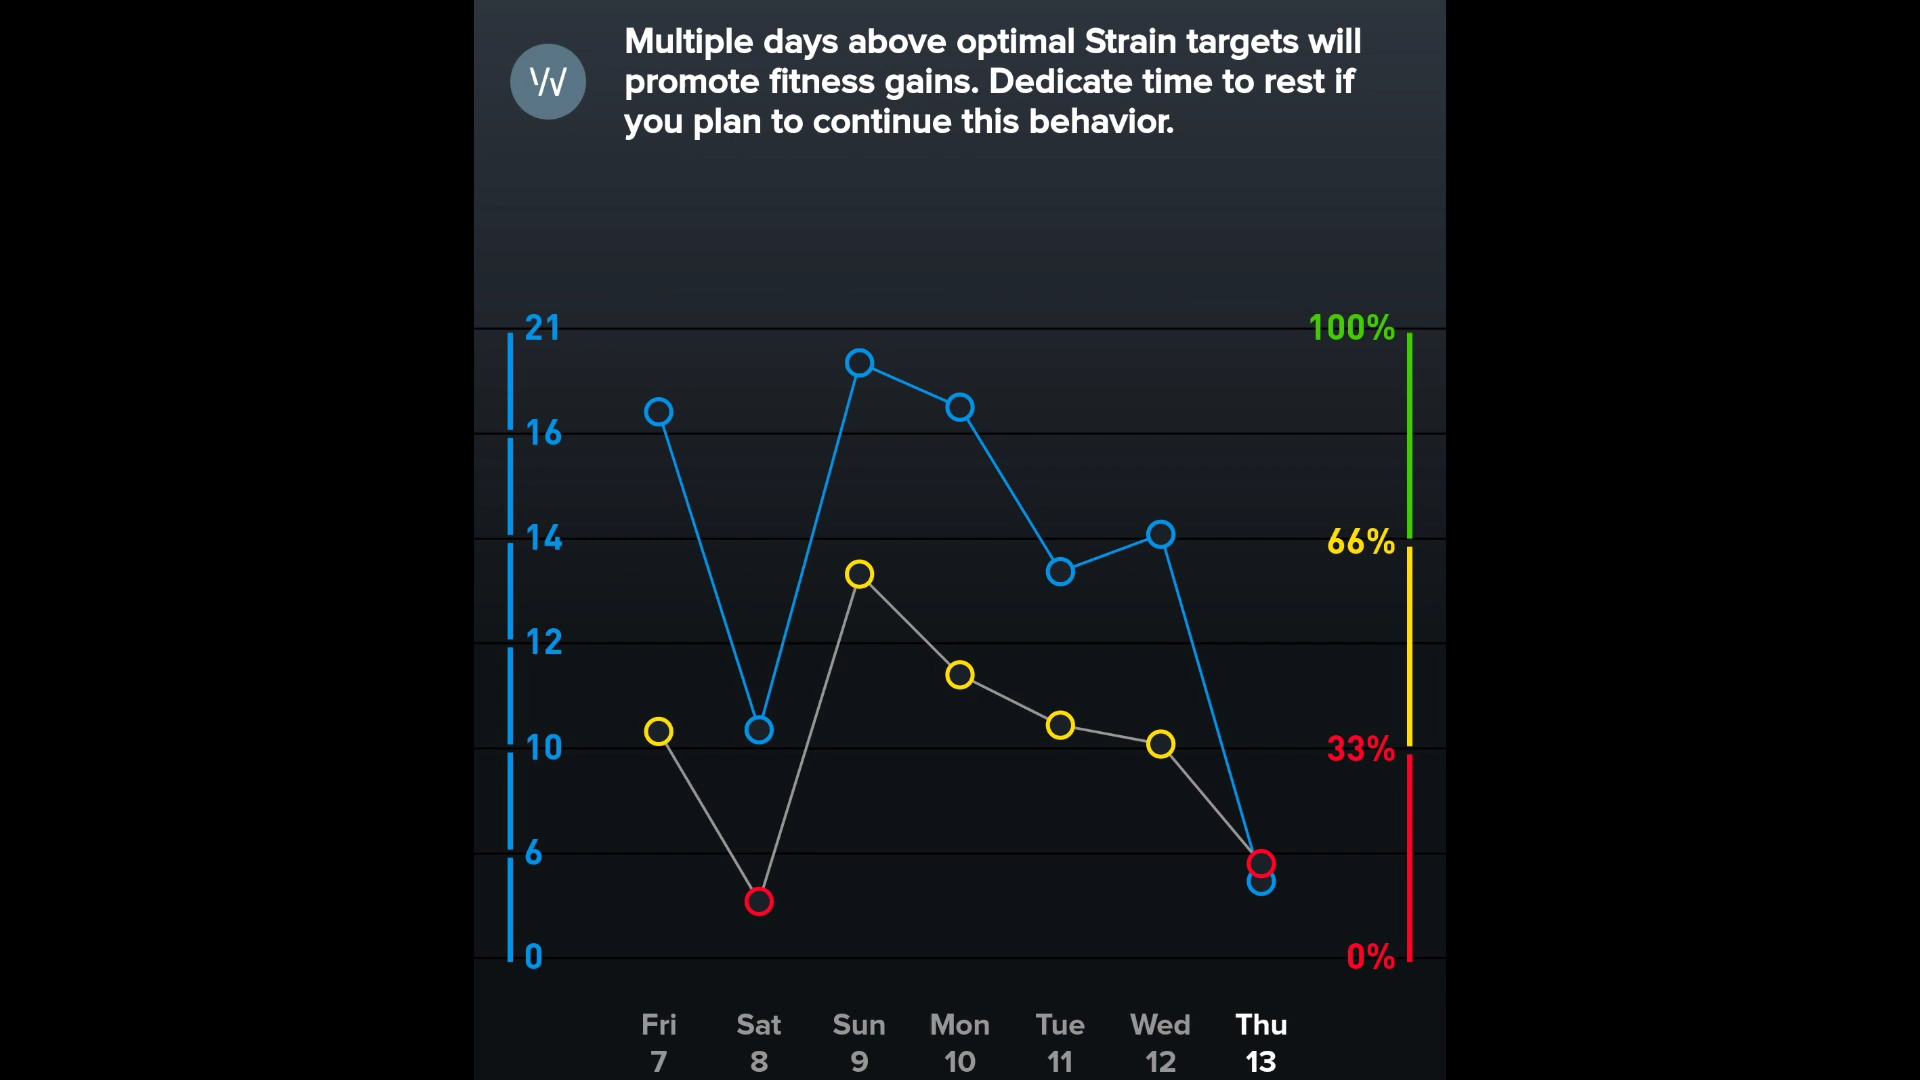 Multiple days above optimal Strain targets will
promote fitness gains. Dedicate time to rest if
you plan to continue this behavior.
21 100%
16
14 66%
12
10 33%
6
0 0%
Fri Sat Sun Mon Tue Wed Thu
7 8 9 10 11 12 13